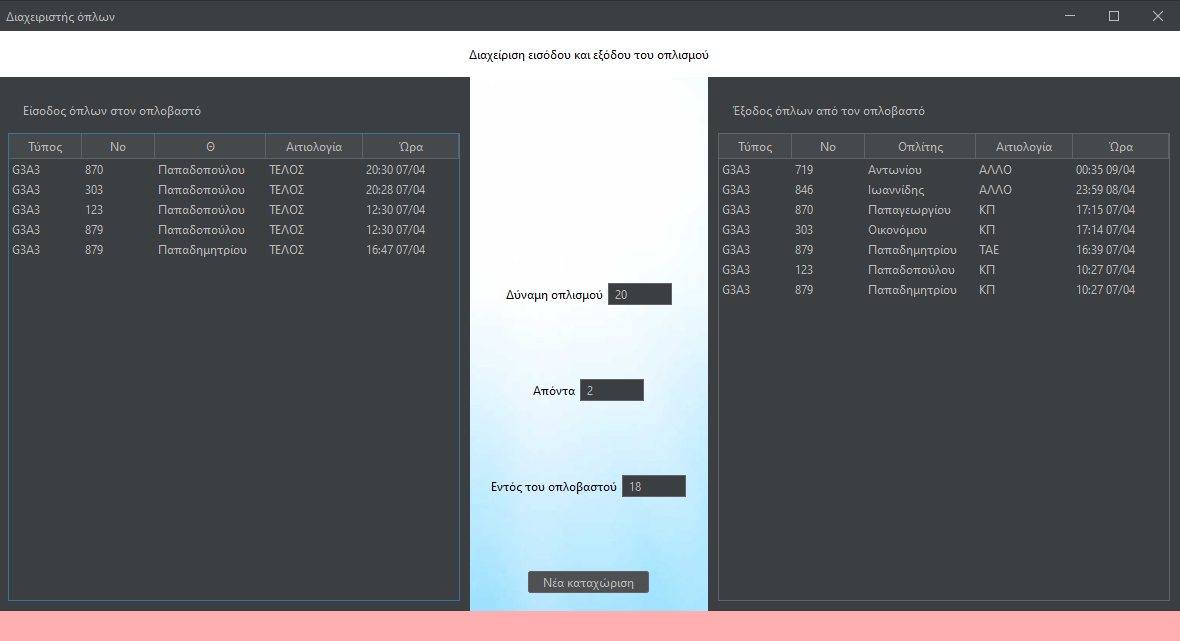 Διαχειριστής όπλων
Διαχείριση εισόδου και εξόδου του οπλισμού
Είσοδος όπλων στον οπλοβαστό
Τύπος Νο Θ Αιτιολογία Ώρα
G3A3 870 Παπαδοπούλου ΤΕΛΟΣ 20:30 07/04
G3A3 303 Παπαδοπούλου ΤΕΛΟΣ 20:28 07/04
G3A3 123 Παπαδοπούλου ΤΕΛΟΣ 12:30 07/04
G3A3 879 Παπαδοπούλου ΤΕΛΟΣ 12:30 07/04
G3A3 879 Παπαδημητρίου ΤΕΛΟΣ 16:47 07/04
Δύναμη οπλισμού 20
Απόντα 2
Εντός του οπλοβαστού 18
Νέα καταχώριση
Έξοδος όπλων από τον οπλοβαστό
Τύπος Νο Οπλίτης Αιτιολογία Ώρα
G3A3 719 Αντωνίου ΑΛΛΟ 00:35 09/04
G3A3 846 Ιωαννίδης ΑΛΛΟ 23:59 08/04
G3A3 870 Παπαγεωργίου ΚΠ 17:15 07/04
G3A3 303 Οικονόμου ΚΠ 17:14 07/04
G3A3 879 Παπαδημητρίου ΤΑΕ 16:39 07/04
G3A3 123 Παπαδοπούλου ΚΠ 10:27 07/04
G3A3 879 Παπαδημητρίου ΚΠ 10:27 07/04